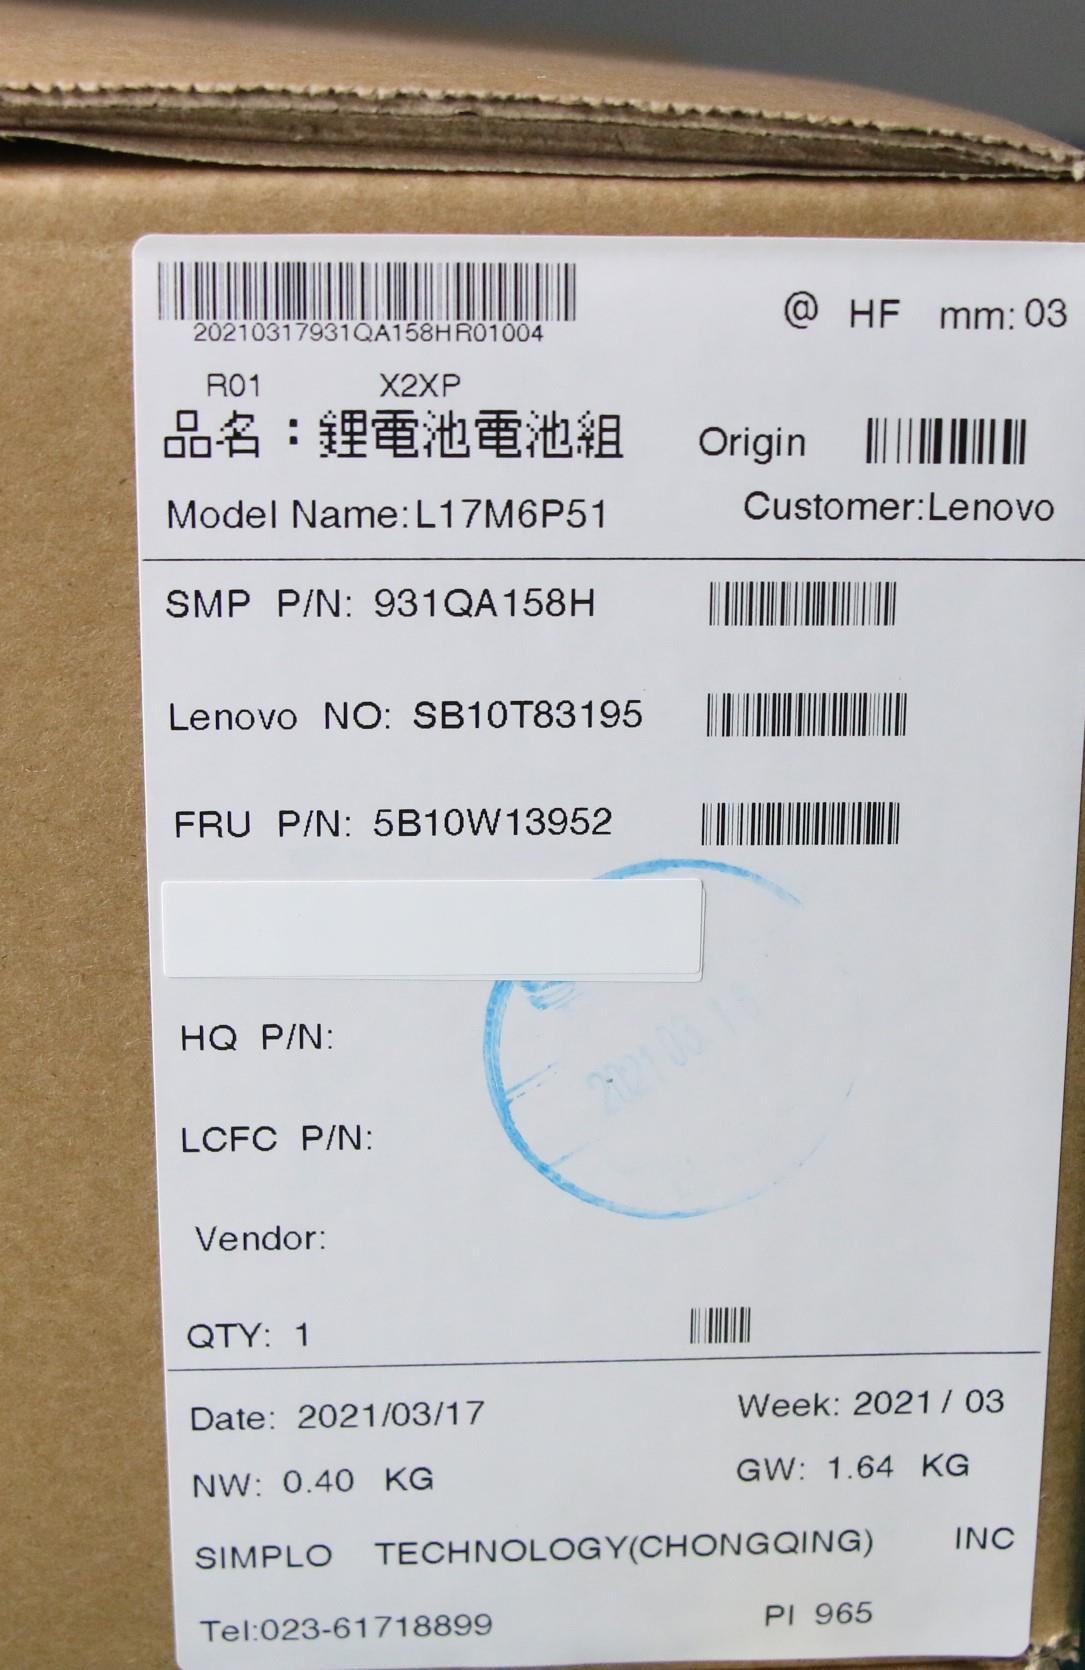 20210317931QA158HR01004
@ HF mm: 03
R01 X2XP
品名：鋰電池電池組
Origin
Model Name: L17M6P51
Customer:Lenovo
SMP P/N: 931QA158H
Lenovo NO: SB10T83195
FRU P/N: 5B10W13952
HQ P/N:
LCFC P/N:
Vendor:
QTY: 1
Date: 2021/03/17
Week: 2021 / 03
NW: 0.40 KG
GW: 1.64 KG
SIMPLO TECHNOLOGY(CHONGQING) INC
Tel:023-61718899
PI 965